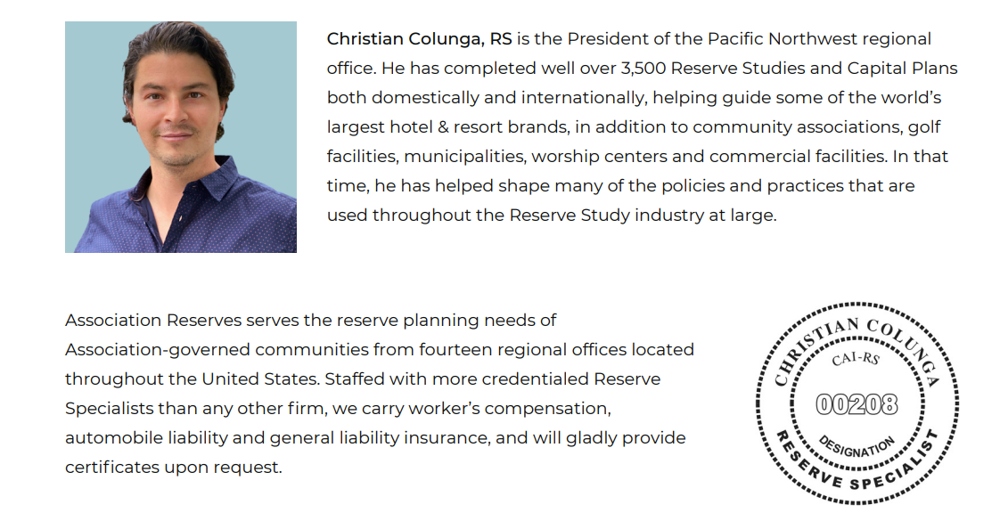 Christian Colunga, RS is the President of the Pacific Northwest regional
office. He has completed well over 3,500 Reserve Studies and Capital Plans
both domestically and internationally, helping guide some of the world’s
largest hotel & resort brands, in addition to community associations, golf
facilities, municipalities, worship centers and commercial facilities. In that
time, he has helped shape many of the policies and practices that are
used throughout the Reserve Study industry at large.
Association Reserves serves the reserve planning needs of
Association-governed communities from fourteen regional offices located
throughout the United States. Staffed with more credentialed Reserve
Specialists than any other firm, we carry worker’s compensation,
automobile liability and general liability insurance, and will gladly provide
certificates upon request.
CHRISTIAN COLUNGA
CAI-RS
00208
DESIGNATION
RESERVE SPECIALIST